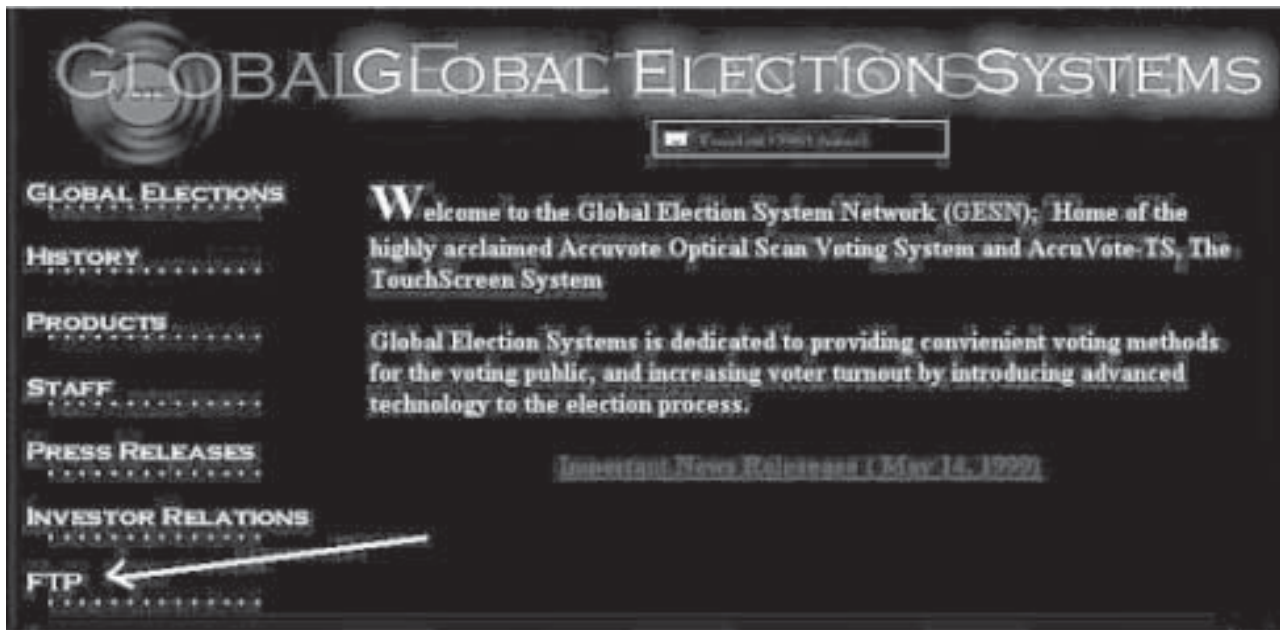 GLOBAL ELECTION SYSTEMS
GLOBAL ELECTIONS
HISTORY
PRODUCTS
STAFF
PRESS RELEASES
INVESTOR RELATIONS
FTP
Welcome to the Global Election System Network (GESN); Home of the
highly acclaimed Accuvote Optical Scan Voting System and AccuVote-TS, The
TouchScreen System
Global Election Systems is dedicated to providing convienient voting methods
for the voting public, and increasing voter turnout by introducing advanced
technology to the election process.
Important News Releases (May 14, 1999)